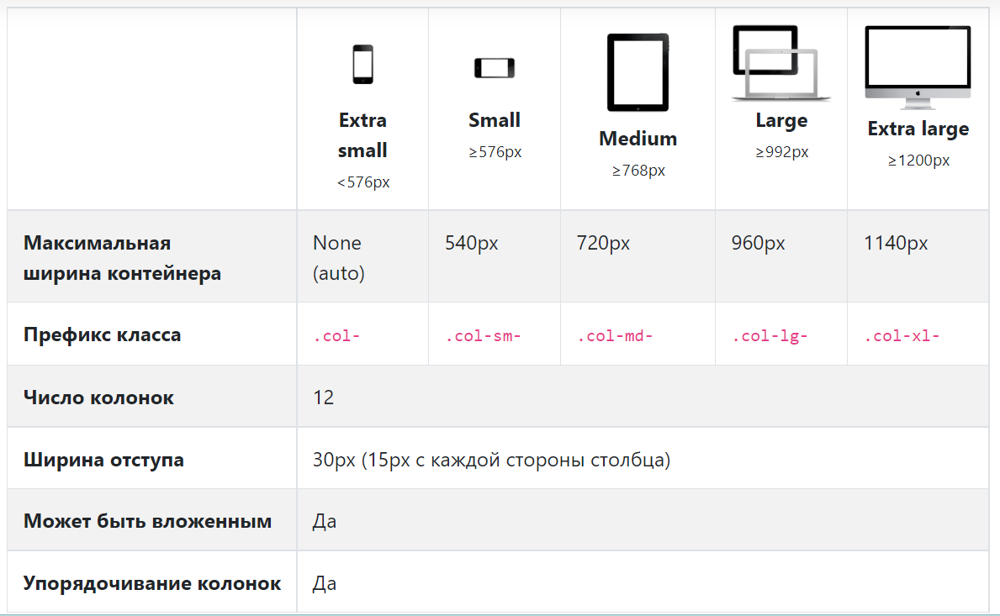 Extra
small
<576px
Small
≥576px
Medium
≥768px
Large
≥992px
Extra large
≥1200px
Максимальная
ширина контейнера
None
(auto)
540px
720px
960px
1140px
Префикс класса
.col-
.col-sm-
.col-md-
.col-lg-
.col-xl-
Число колонок
12
Ширина отступа
30px (15px с каждой стороны столбца)
Может быть вложенным
Да
Упорядочивание колонок
Да